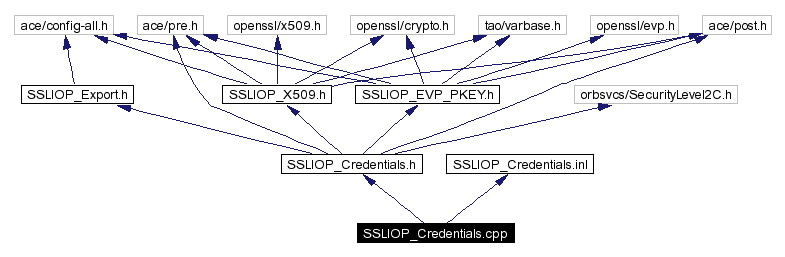 ace/config-all.h
ace/pre.h
openssl/x509.h
openssl/crypto.h
tao/varbase.h
openssl/evp.h
ace/post.h
SSLIOP_Export.h
SSLIOP_X509.h
SSLIOP_EVP_PKEY.h
orbsvcs/SecurityLevel2C.h
SSLIOP_Credentials.h
SSLIOP_Credentials.inl
SSLIOP_Credentials.cpp